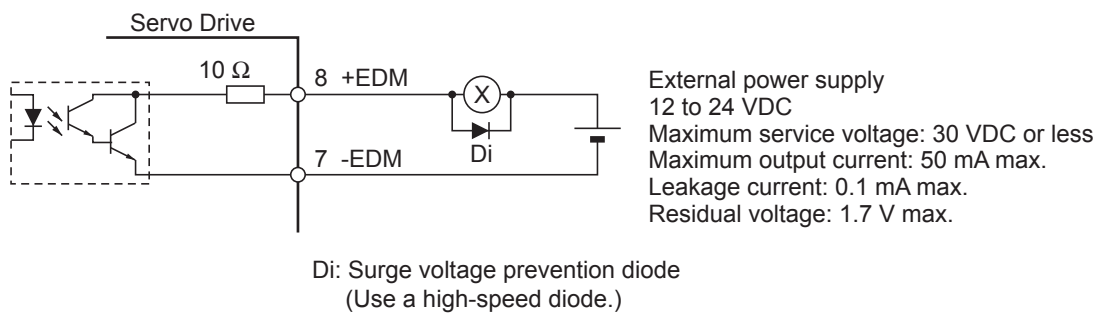 Servo Drive
10 Ω
8 +EDM
X
Di
7 -EDM
External power supply
12 to 24 VDC
Maximum service voltage: 30 VDC or less
Maximum output current: 50 mA max.
Leakage current: 0.1 mA max.
Residual voltage: 1.7 V max.
Di: Surge voltage prevention diode
(Use a high-speed diode.)